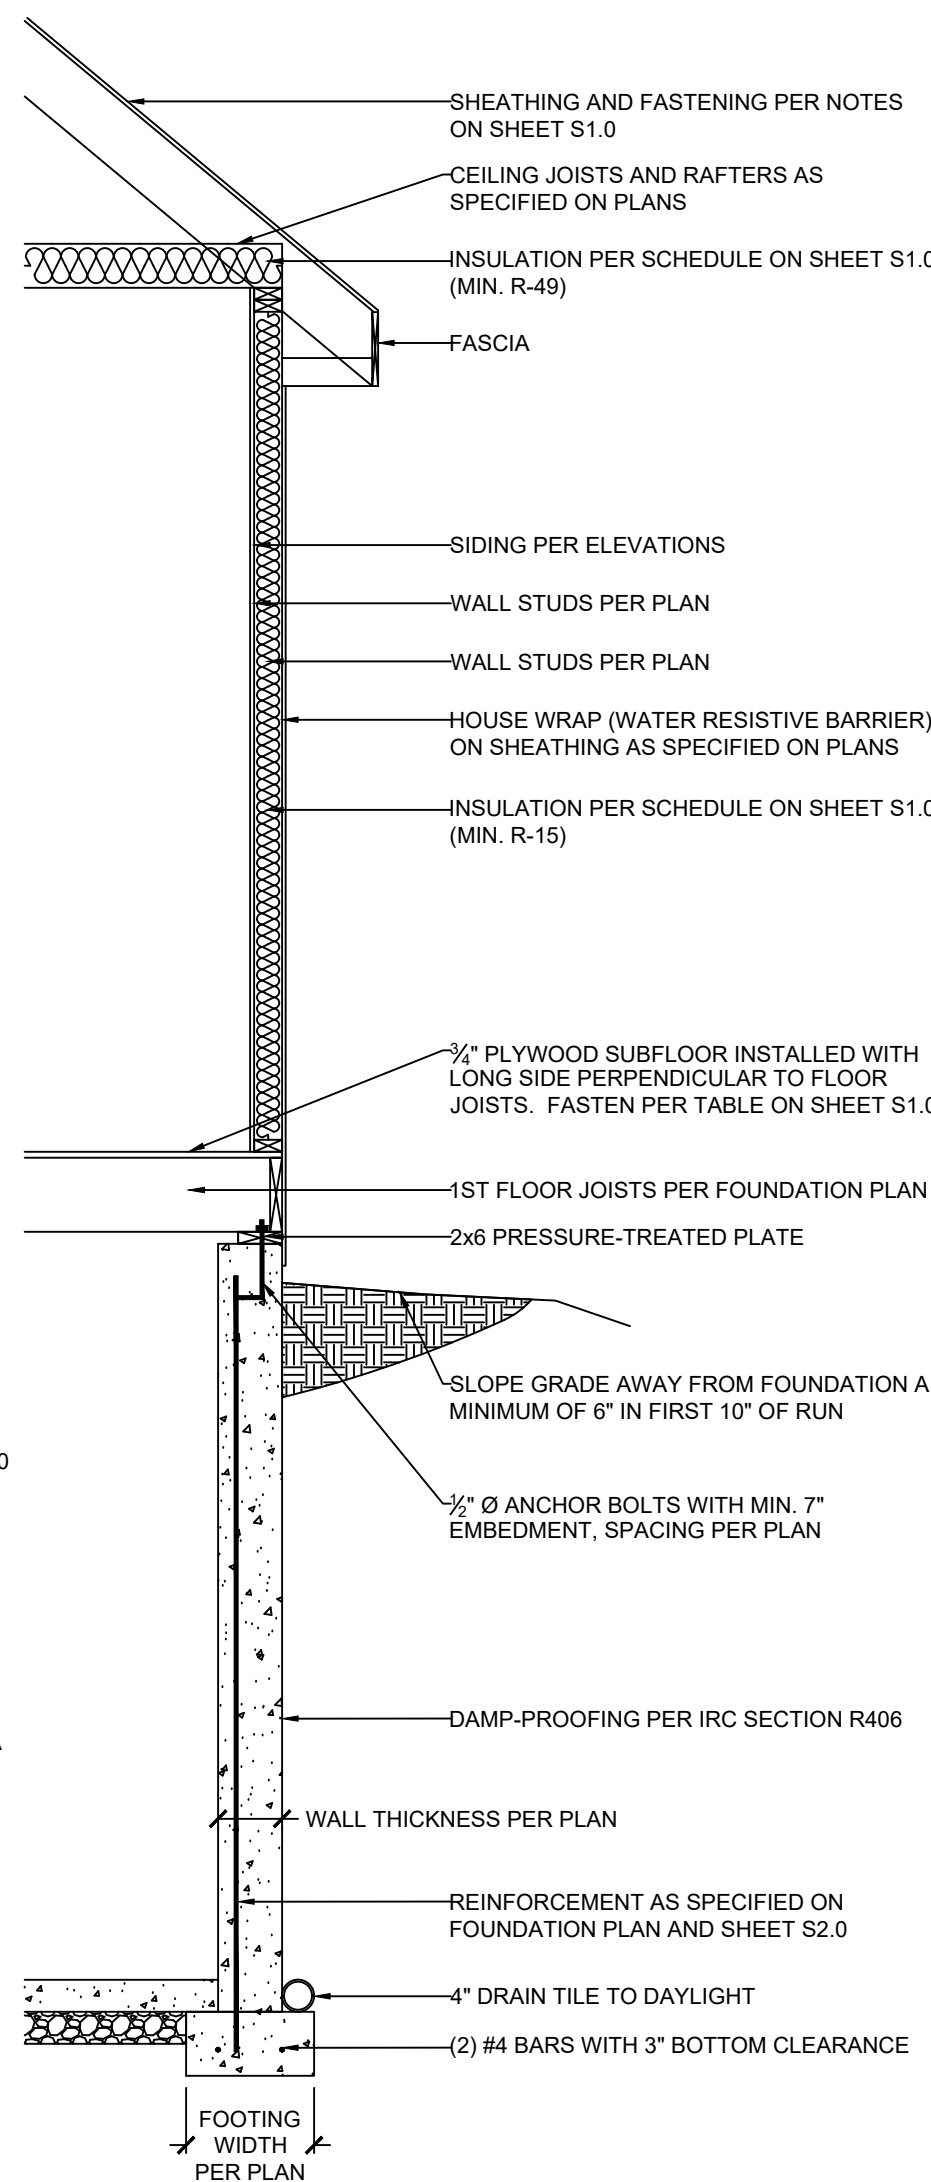 SHEATHING AND FASTENING PER NOTES
ON SHEET S1.0
CEILING JOISTS AND RAFTERS AS
SPECIFIED ON PLANS
INSULATION PER SCHEDULE ON SHEET S1.0
(MIN. R-49)
FASCIA
SIDING PER ELEVATIONS
WALL STUDS PER PLAN
WALL STUDS PER PLAN
HOUSE WRAP (WATER RESISTIVE BARRIER)
ON SHEATHING AS SPECIFIED ON PLANS
INSULATION PER SCHEDULE ON SHEET S1.0
(MIN. R-15)
¾" PLYWOOD SUBFLOOR INSTALLED WITH
LONG SIDE PERPENDICULAR TO FLOOR
JOISTS. FASTEN PER TABLE ON SHEET S1.0
1ST FLOOR JOISTS PER FOUNDATION PLAN
2x6 PRESSURE-TREATED PLATE
SLOPE GRADE AWAY FROM FOUNDATION A
MINIMUM OF 6" IN FIRST 10" OF RUN
0
½" Ø ANCHOR BOLTS WITH MIN. 7"
EMBEDMENT, SPACING PER PLAN
DAMP-PROOFING PER IRC SECTION R406
WALL THICKNESS PER PLAN
REINFORCEMENT AS SPECIFIED ON
FOUNDATION PLAN AND SHEET S2.0
4" DRAIN TILE TO DAYLIGHT
(2) #4 BARS WITH 3" BOTTOM CLEARANCE
FOOTING
WIDTH
PER PLAN